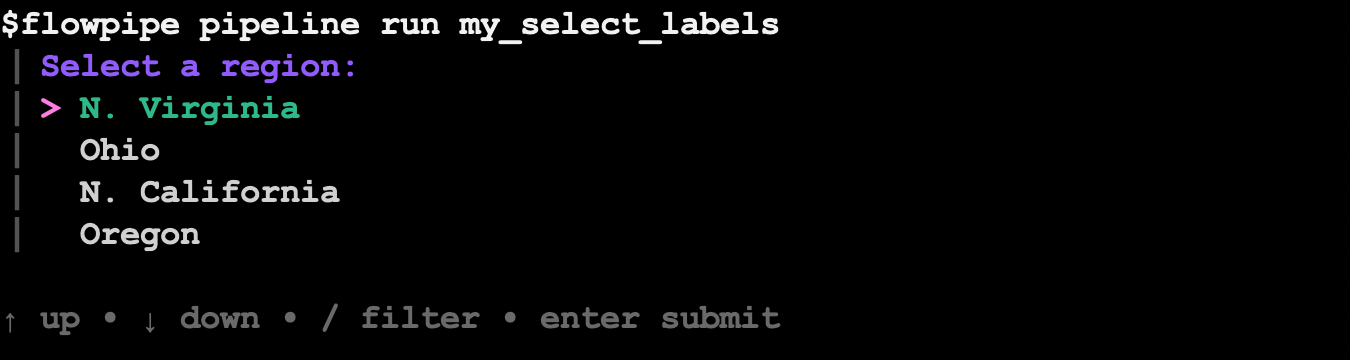 $flowpipe pipeline run my_select_labels
| Select a region:
| > N. Virginia
|   Ohio
|   N. California
|   Oregon
↑ up • ↓ down • / filter • enter submit